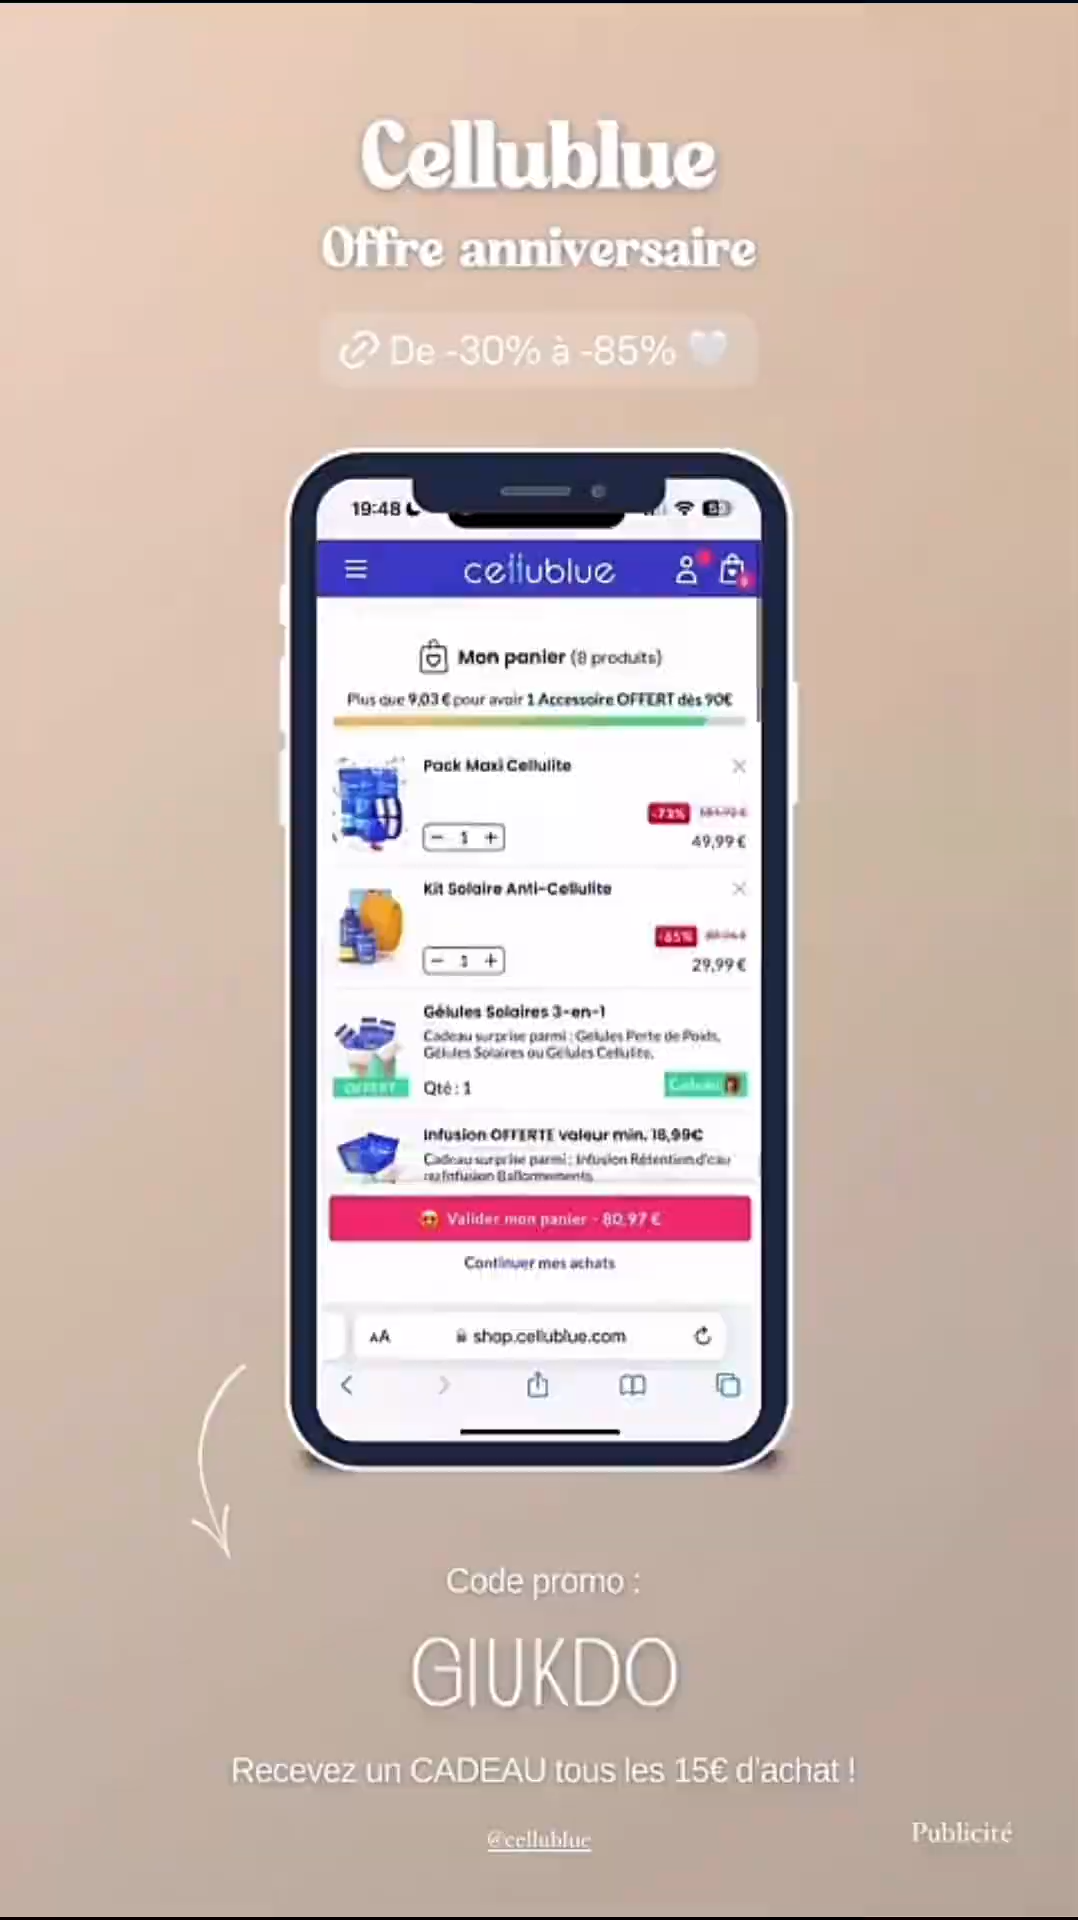 Cellublue
Offre anniversaire
De -30% à -85% 🤍
19:48
cellublue
Mon panier (8 produits)
Plus que 9,03 € pour avoir 1 Accessoire OFFERT dès 90€
Pack Maxi Cellulite
-73%
− 1 +
49,99 €
Kit Solaire Anti-Cellulite
-65%
− 1 +
29,99 €
Gélules Solaires 3-en-1
Cadeau surprise parmi : Gélules Perte de Poids,
Gélules Solaires ou Gélules Cellulite.
OFFERT
Qté : 1
Cadeau
Infusion OFFERTE valeur min. 18,99€
Cadeau surprise parmi : Infusion Rétention d'eau
ou Infusion Ballonnements
Valider mon panier - 80,97 €
Continuer mes achats
AA
shop.cellublue.com
Code promo :
GIUKDO
Recevez un CADEAU tous les 15€ d'achat !
@cellublue
Publicité